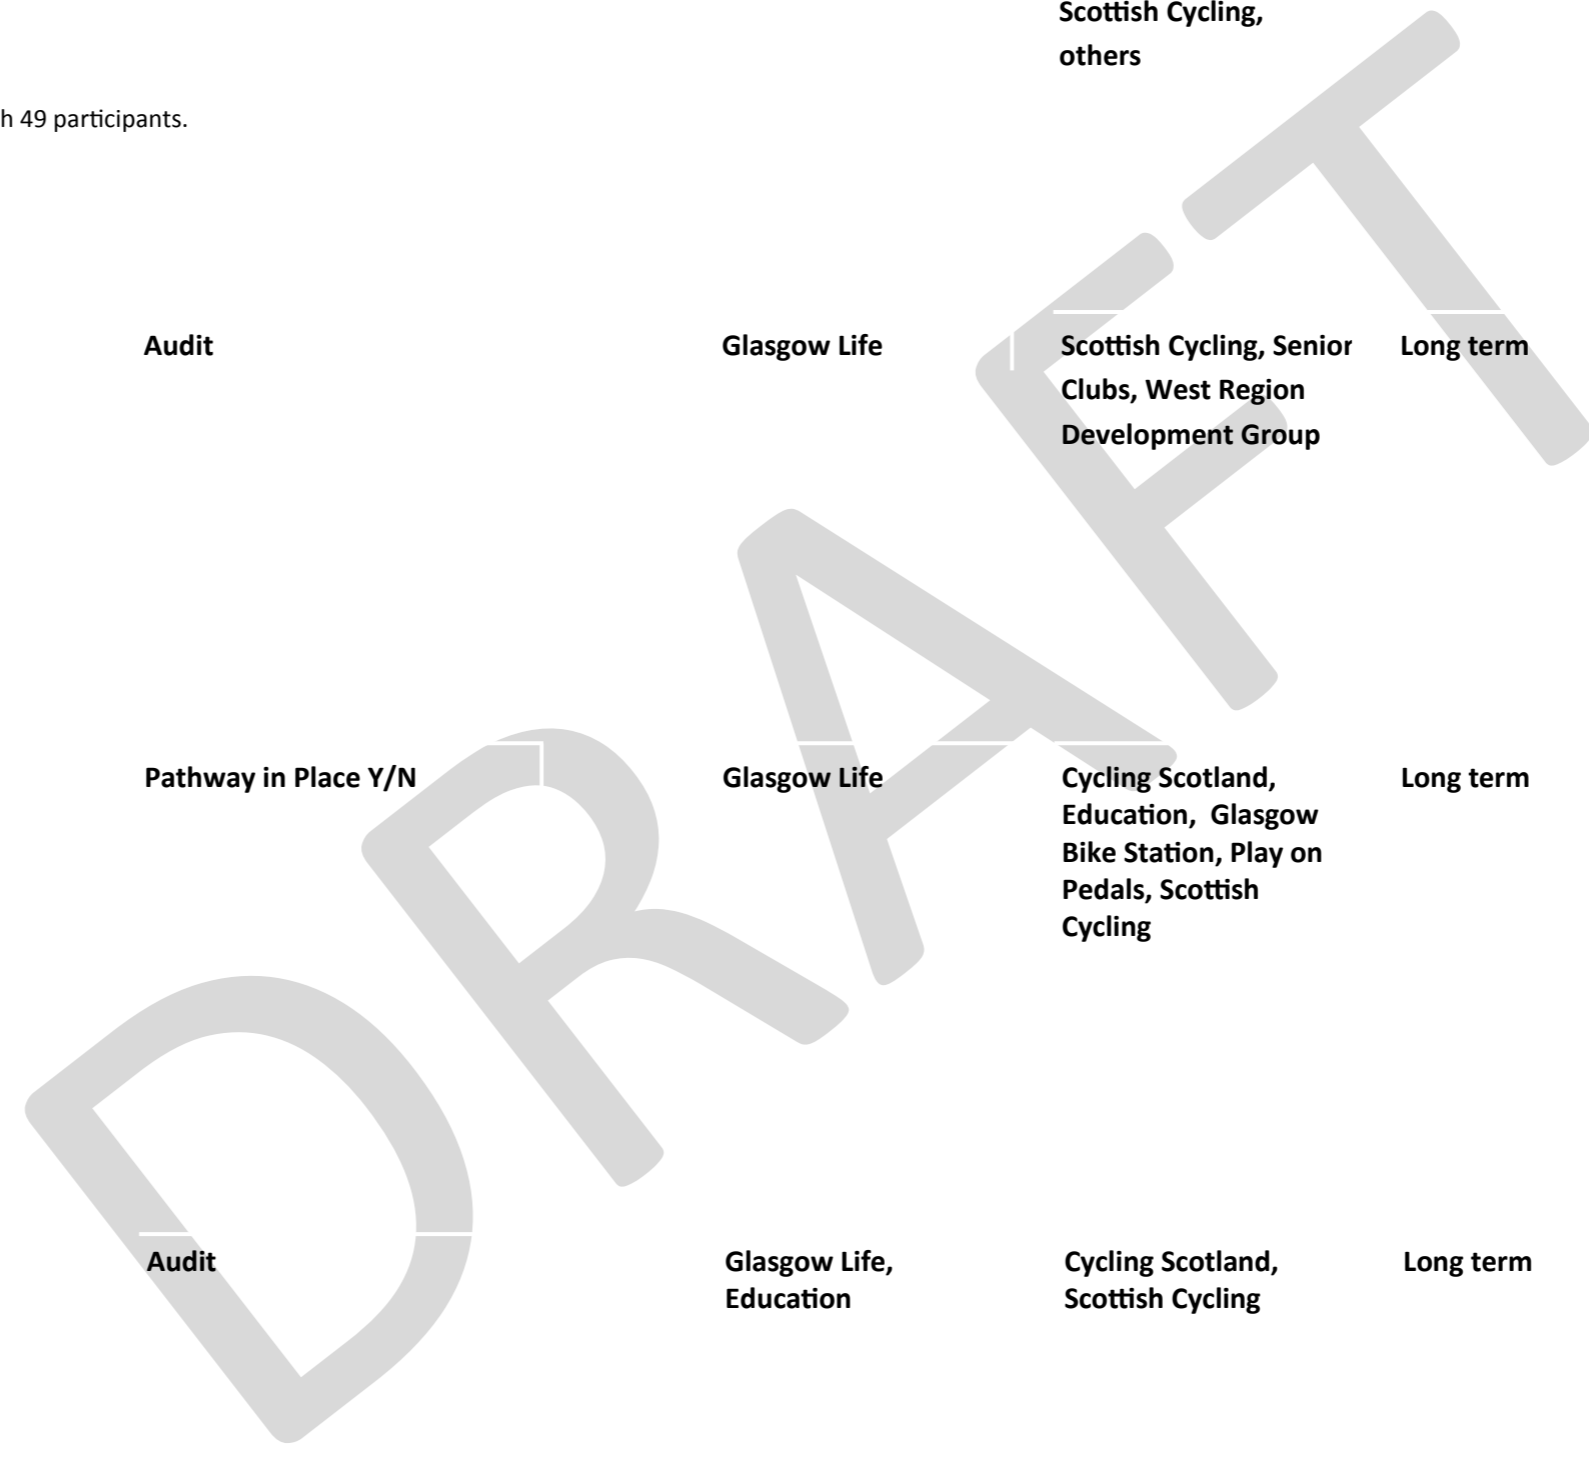 Scottish Cycling,
others
h 49 participants.
Audit Glasgow Life Scottish Cycling, Senior Long term
Clubs, West Region
Development Group
Pathway in Place Y/N Glasgow Life Cycling Scotland, Long term
Education, Glasgow
Bike Station, Play on
Pedals, Scottish
Cycling
Audit Glasgow Life, Cycling Scotland, Long term
Education Scottish Cycling
DRAFT